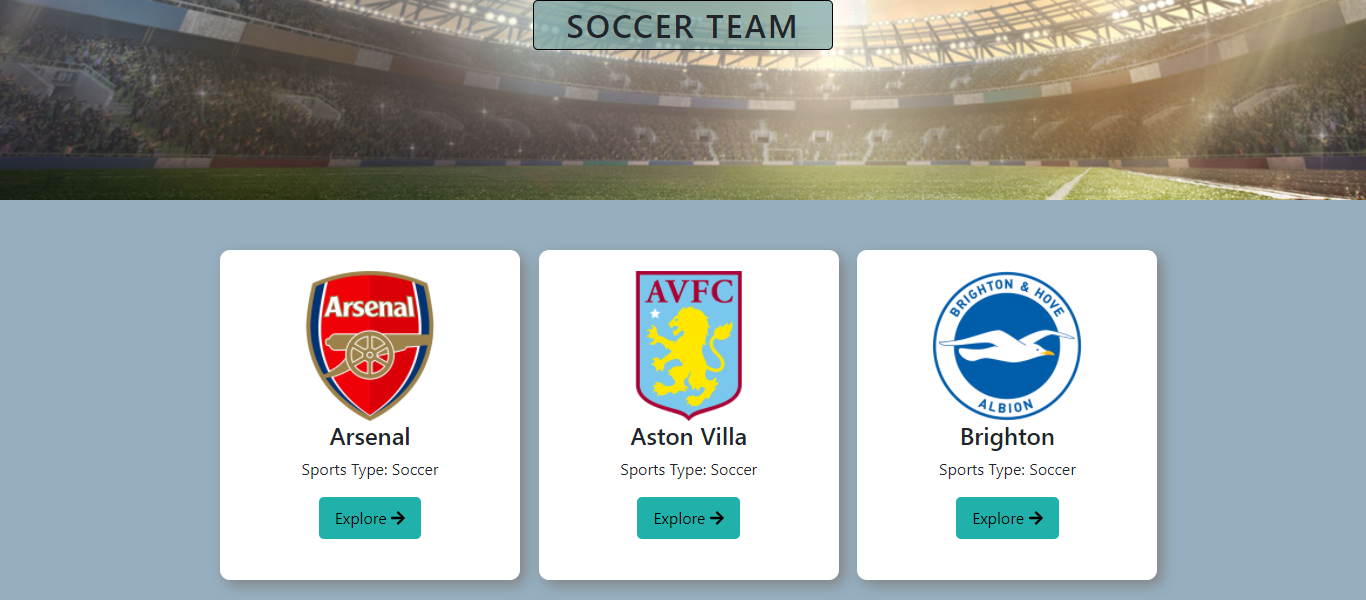 SOCCER TEAM
Arsenal
AVFC
BRIGHTON & HOVE
ALBION
Arsenal
Aston Villa
Brighton
Sports Type: Soccer
Sports Type: Soccer
Sports Type: Soccer
Explore
Explore
Explore